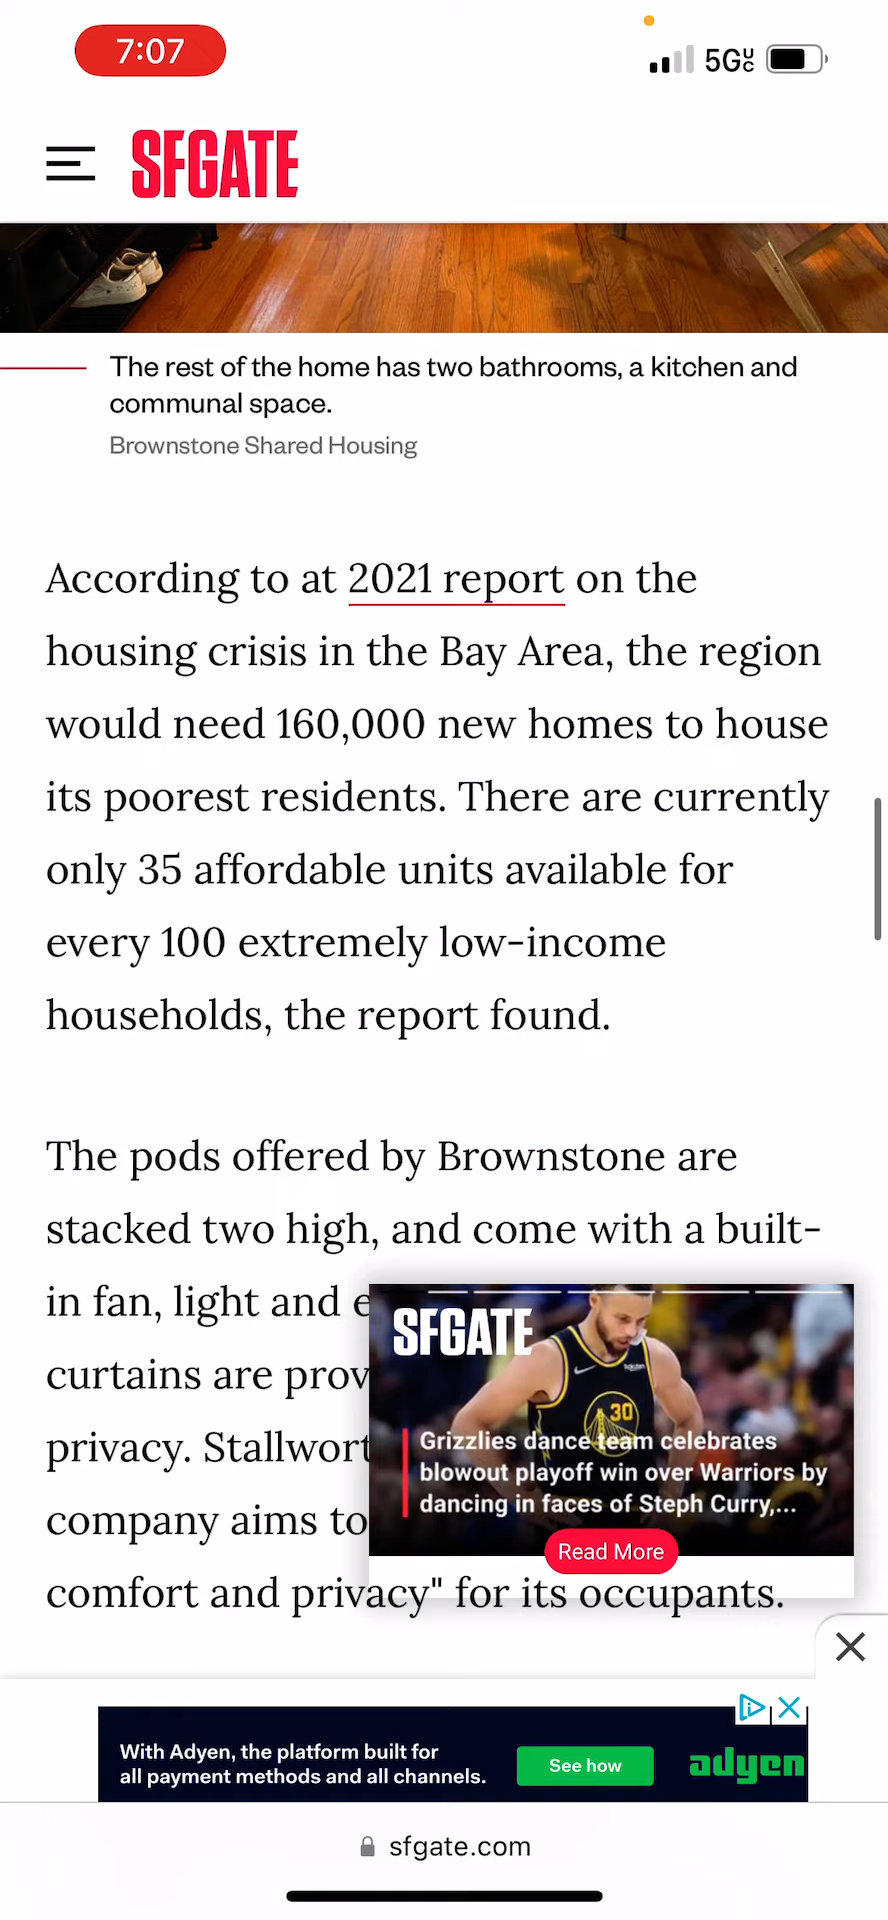 7:07
5GUC
SFGATE
The rest of the home has two bathrooms, a kitchen and
communal space.
Brownstone Shared Housing
According to at 2021 report on the
housing crisis in the Bay Area, the region
would need 160,000 new homes to house
its poorest residents. There are currently
only 35 affordable units available for
every 100 extremely low-income
households, the report found.
The pods offered by Brownstone are
stacked two high, and come with a built-
in fan, light and
curtains are prov
privacy. Stallwort
company aims to
comfort and privacy" for its occupants.
SFGATE
30
Grizzlies dance team celebrates
blowout playoff win over Warriors by
dancing in faces of Steph Curry,...
Read More
With Adyen, the platform built for
all payment methods and all channels.
See how
adyen
sfgate.com